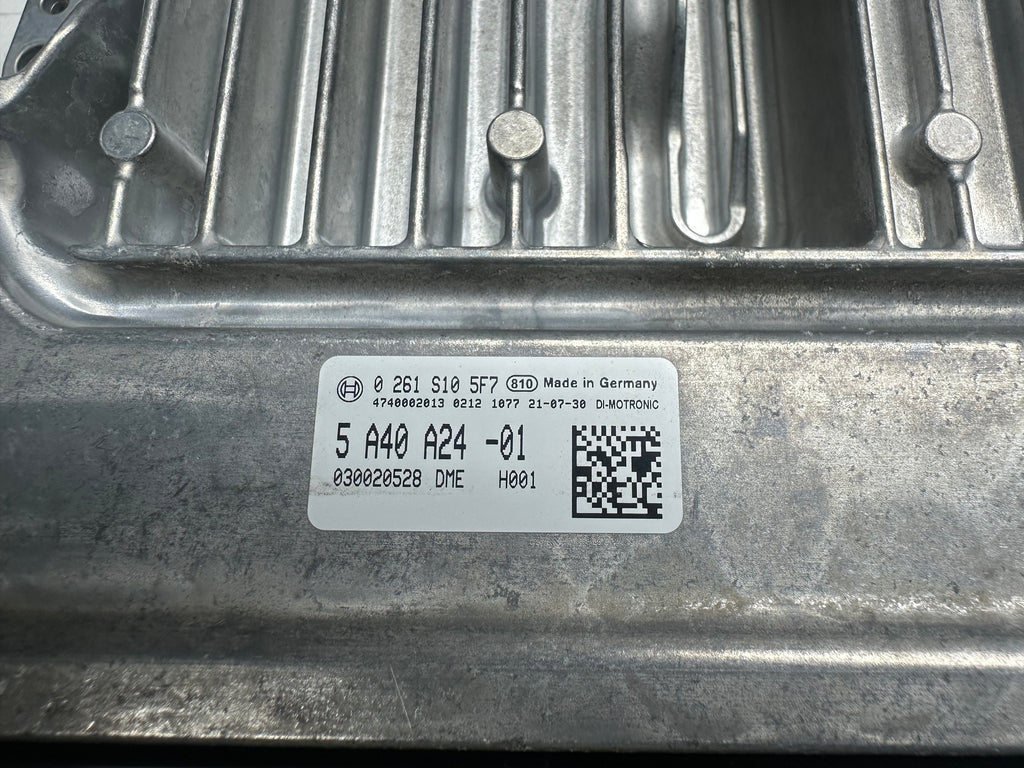 0 261 S10 5F7 810 Made in Germany
4740002013 0212 1077 21-07-30 DI-MOTRONIC
5 A40 A24 -01
030020528 DME H001